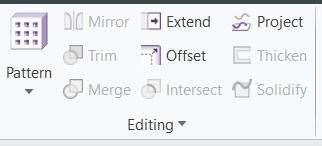 Mirror Extend Project
Trim Offset Thicken
Pattern
Merge Intersect Solidify
Editing